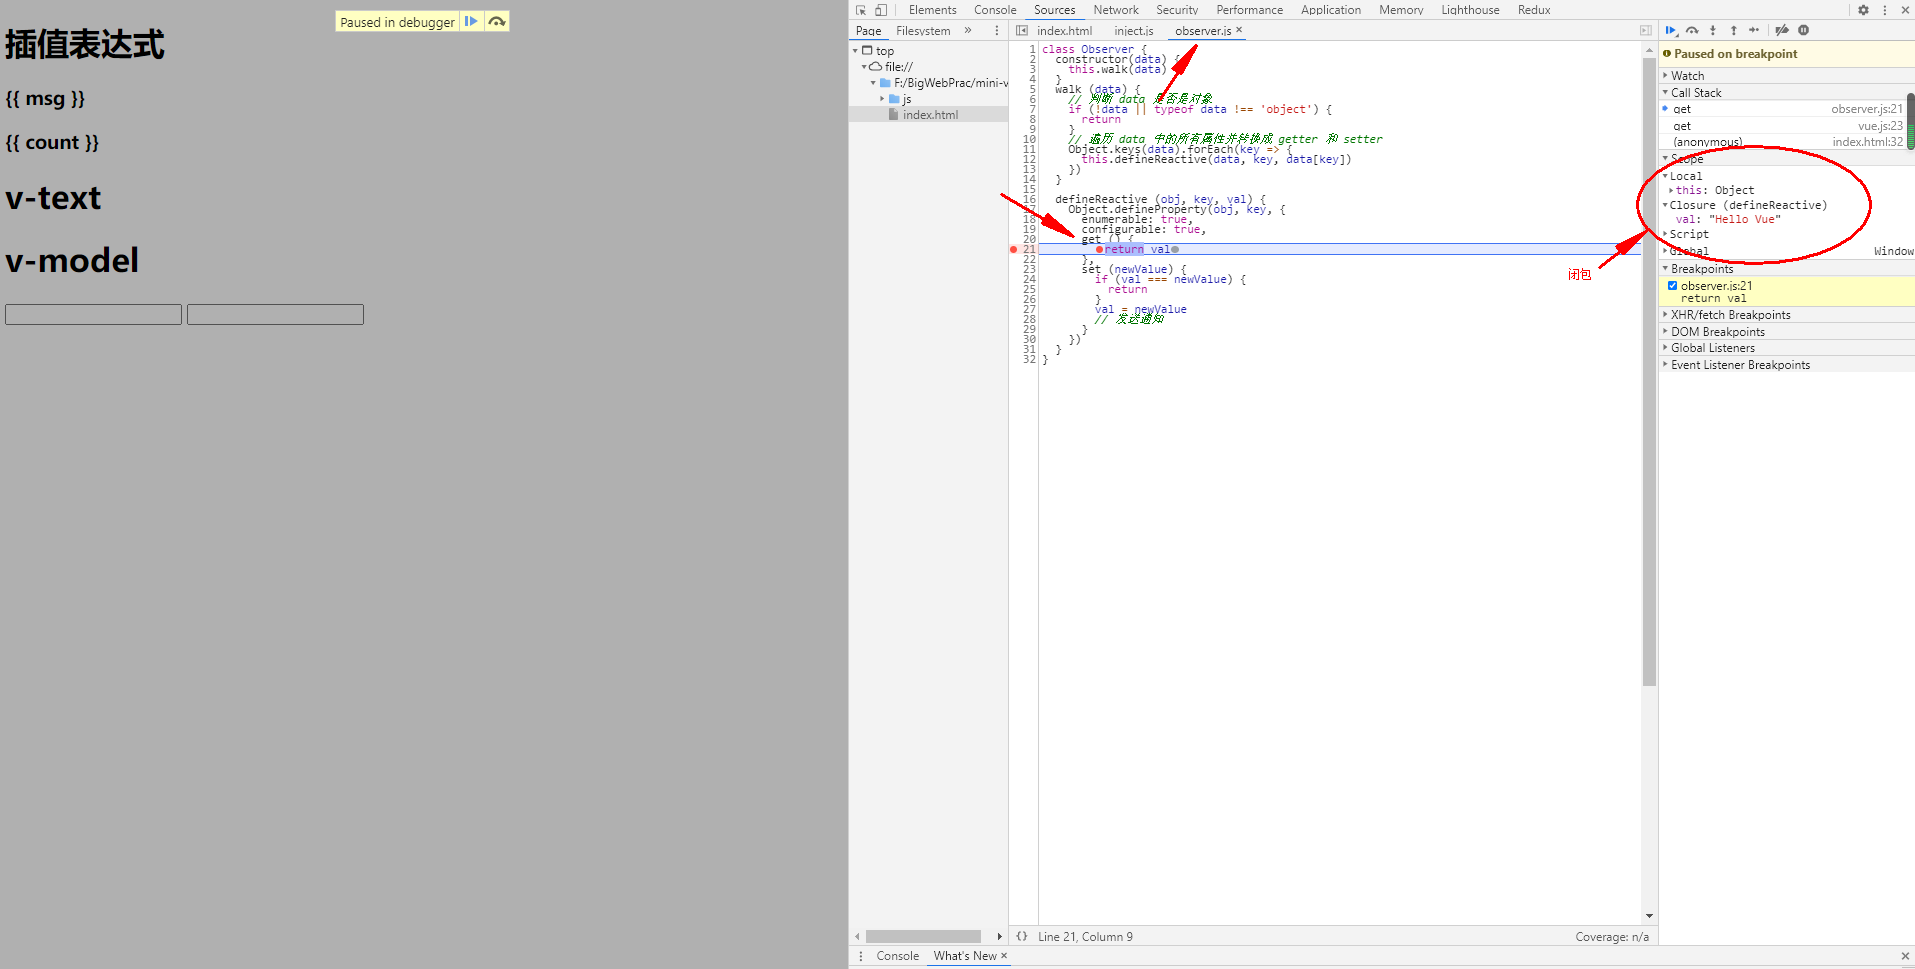 插值表达式
{{ msg }}
{{ count }}
v-text
v-model
Paused in debugger
Elements Console Sources Network Security Performance Application Memory Lighthouse Redux
Page Filesystem »
top
file://
F:/BigWebPrac/mini-v
js
index.html
index.html inject.js observer.js ×
1 class Observer {
2 constructor(data) {
3 this.walk(data)
4 }
5 walk (data) {
6 // 判断 data 是否是对象
7 if (!data || typeof data !== 'object') {
8 return
9 }
10 // 遍历 data 中的所有属性并转换成 getter 和 setter
11 Object.keys(data).forEach(key => {
12 this.defineReactive(data, key, data[key])
13 })
14 }
15
16 defineReactive (obj, key, val) {
17 Object.defineProperty(obj, key, {
18 enumerable: true,
19 configurable: true,
20 get () {
21 return val
22 },
23 set (newValue) {
24 if (val === newValue) {
25 return
26 }
27 val = newValue
28 // 发送通知
29 }
30 })
31 }
32 }
闭包
{} Line 21, Column 9
Coverage: n/a
Console What's New ×
Paused on breakpoint
Watch
Call Stack
get observer.js:21
get vue.js:23
(anonymous) index.html:32
Scope
Local
this: Object
Closure (defineReactive)
val: "Hello Vue"
Script
Global Window
Breakpoints
observer.js:21
return val
XHR/fetch Breakpoints
DOM Breakpoints
Global Listeners
Event Listener Breakpoints